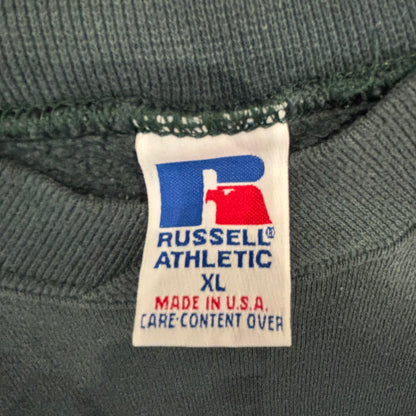 RUSSELL®
ATHLETIC
XL
MADE IN U.S.A.
CARE·CONTENT OVER